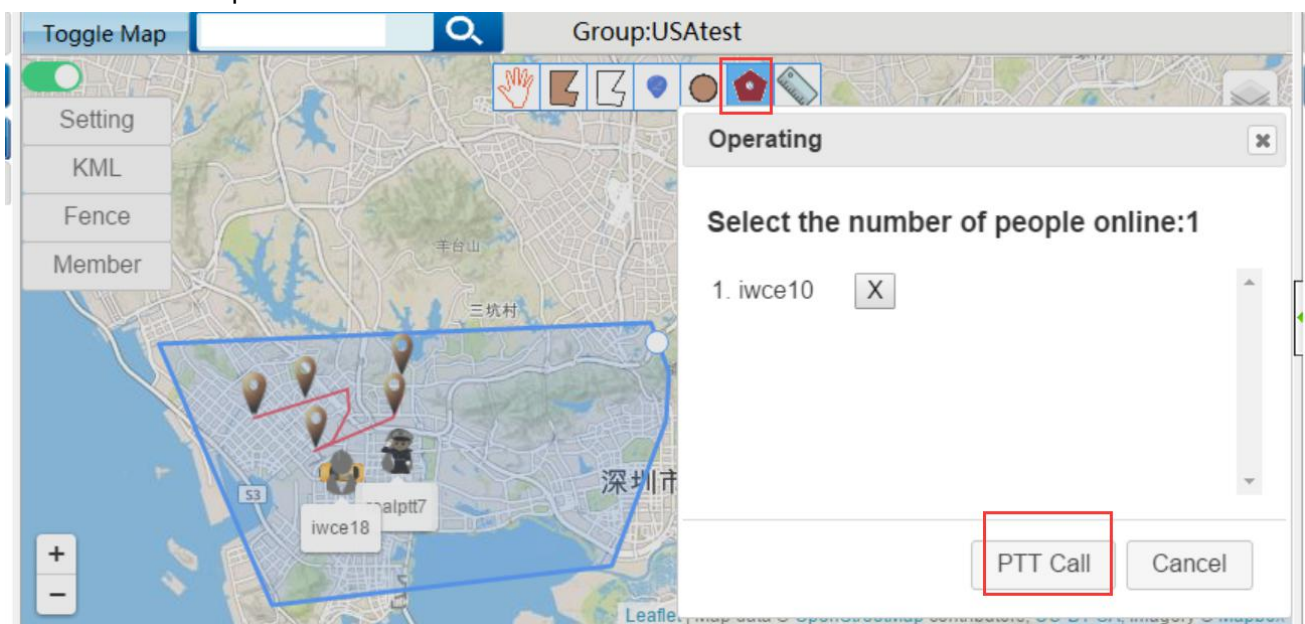 Toggle Map
Group:USAtest
Setting
KML
Fence
Member
Operating
Select the number of people online:1
1. iwce10 X
羊台山
三坑村
深圳市
S3
iwce18
ealptt7
+
−
PTT Call
Cancel
Leaflet